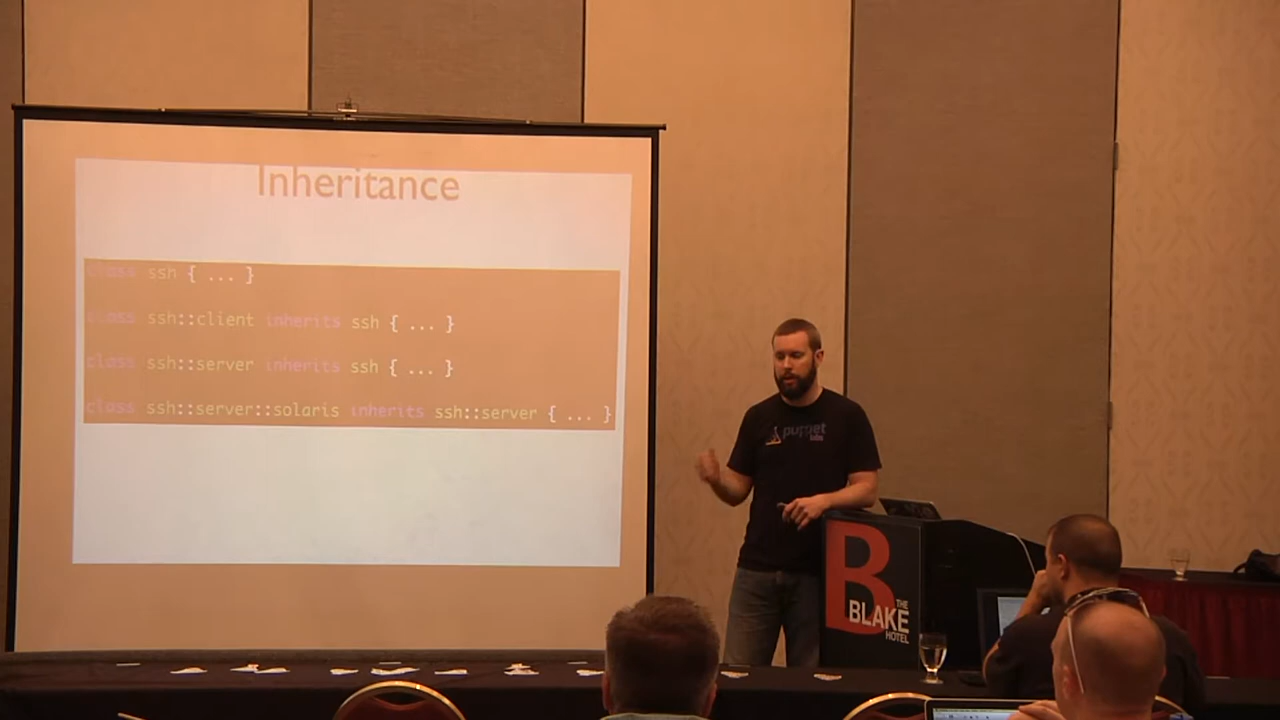 Inheritance
class ssh { ... }
class ssh::client inherits ssh { ... }
class ssh::server inherits ssh { ... }
class ssh::server::solaris inherits ssh::server { ... }
puppet
labs
B
THE
BLAKE
HOTEL